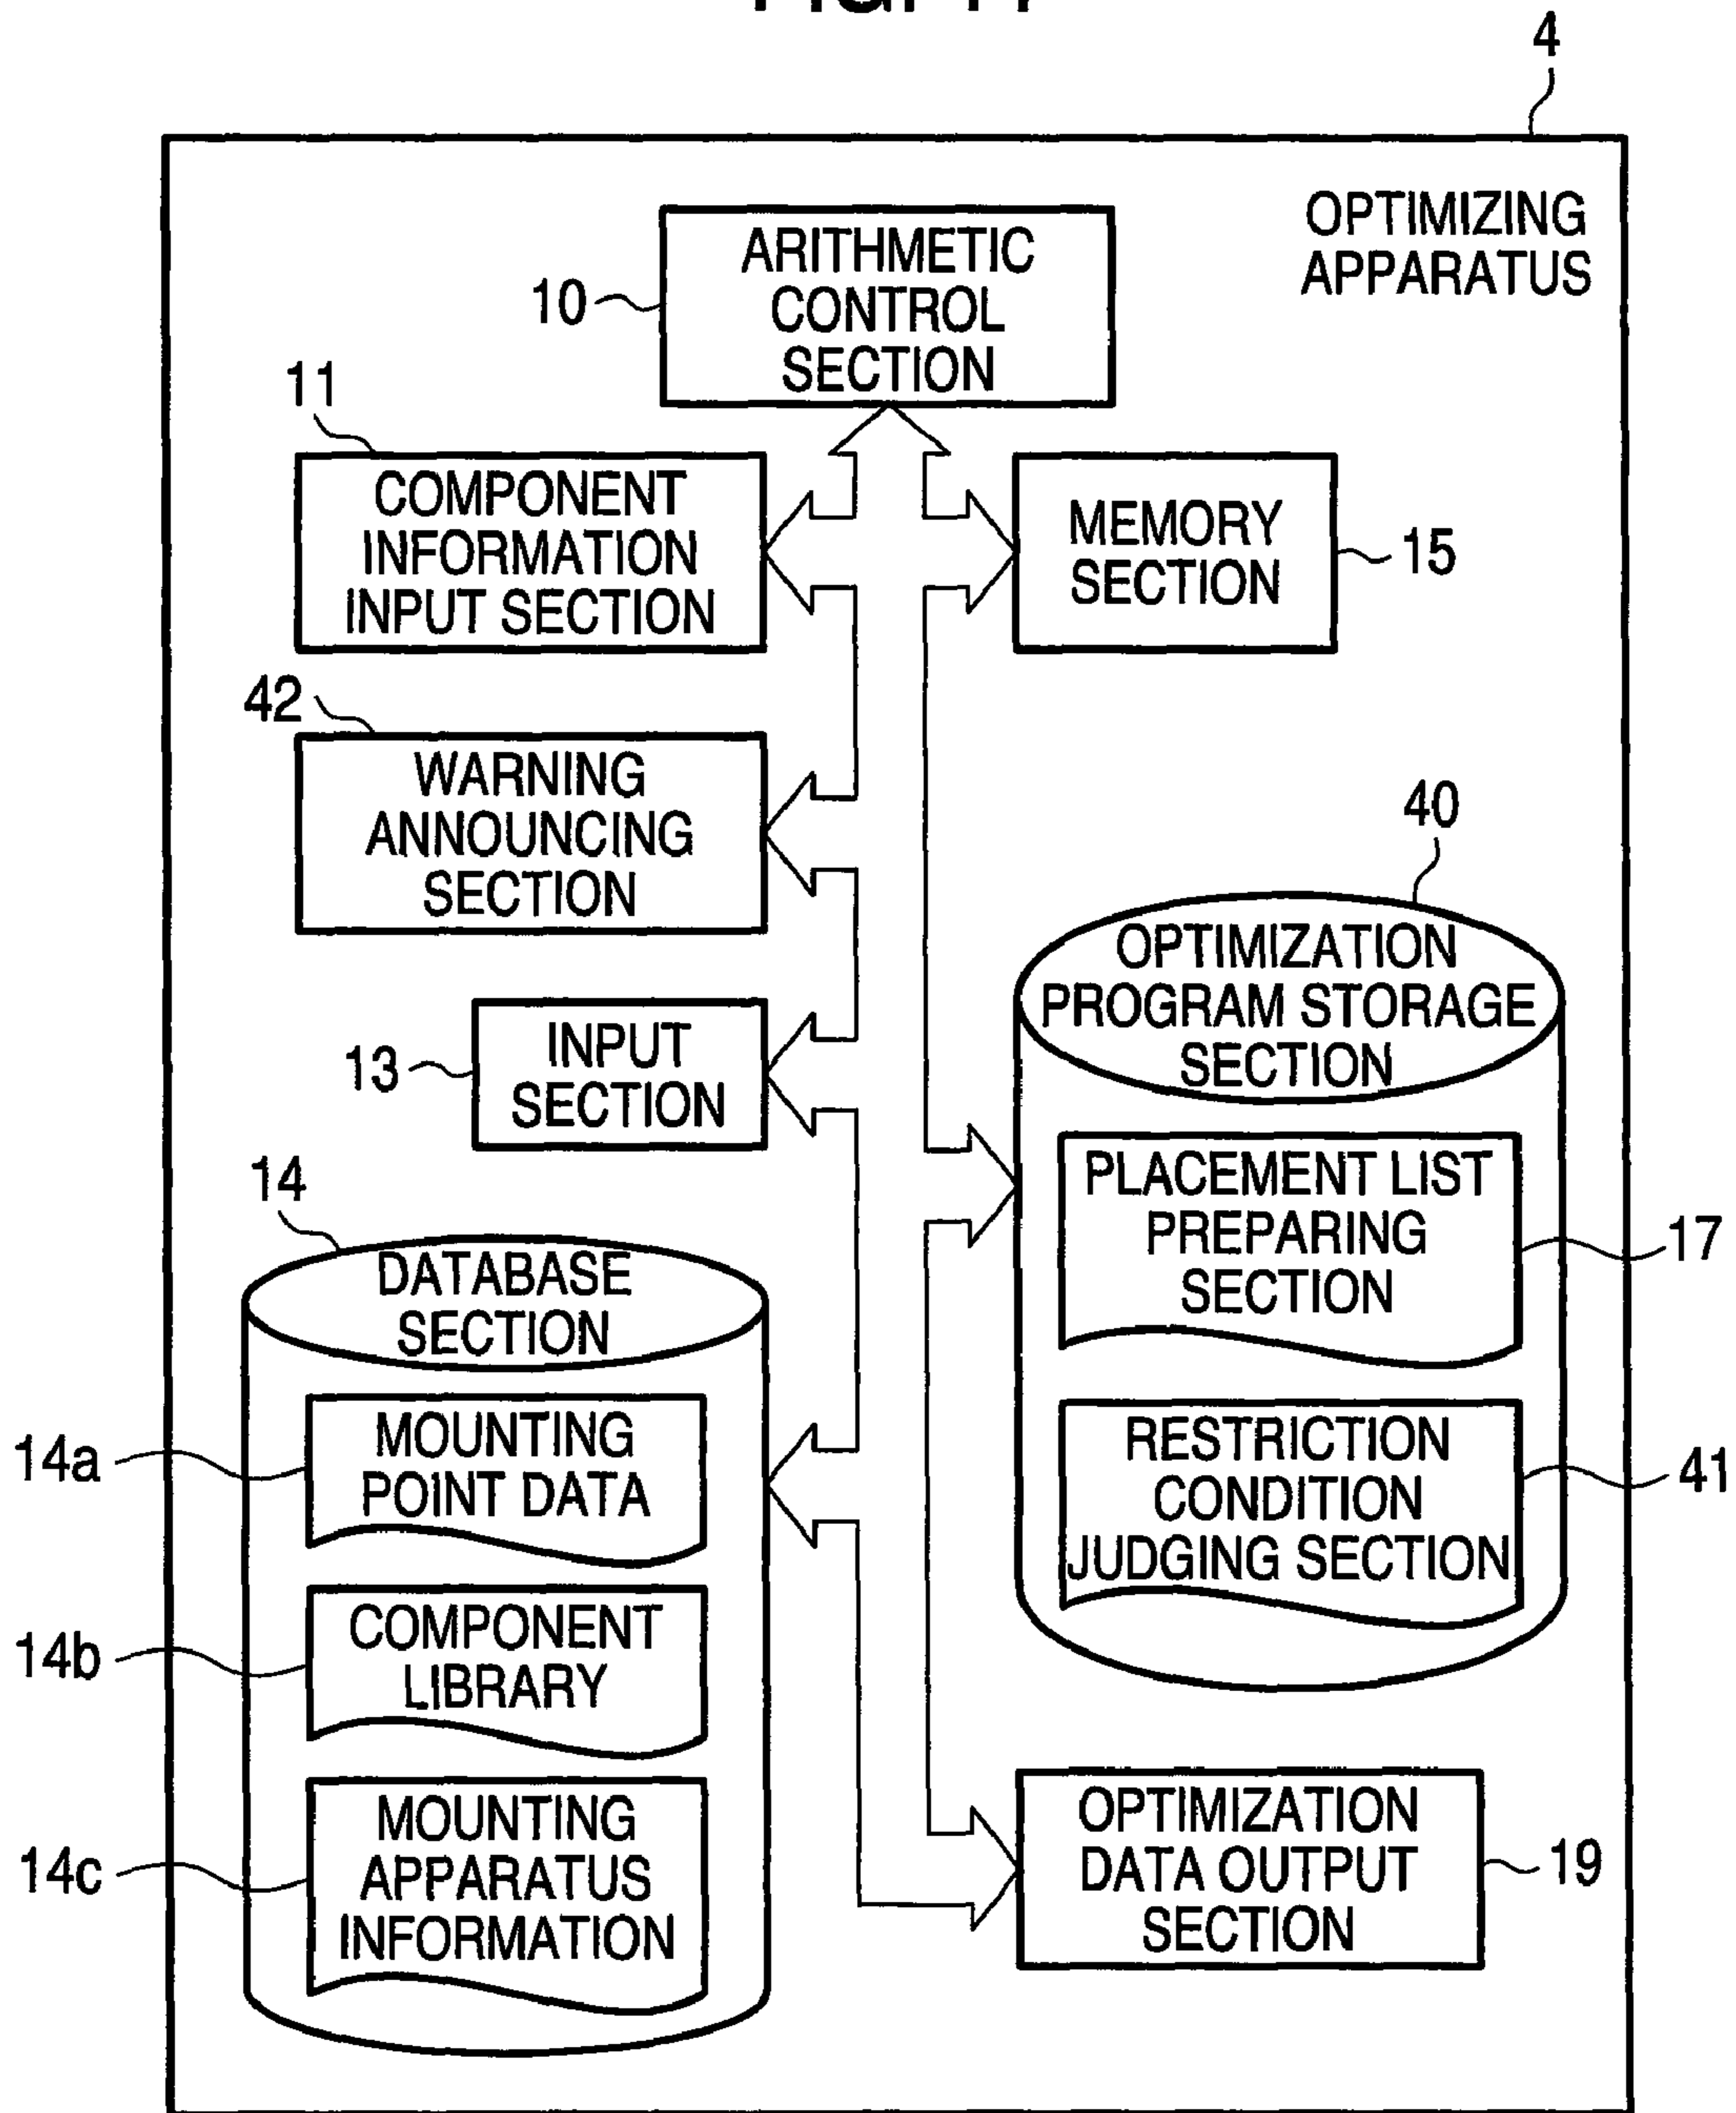 4
OPTIMIZING
APPARATUS
ARITHMETIC
CONTROL
SECTION
10
11
COMPONENT
INFORMATION
INPUT SECTION
MEMORY
SECTION
15
42
WARNING
ANNOUNCING
SECTION
40
OPTIMIZATION
PROGRAM STORAGE
SECTION
13
INPUT
SECTION
PLACEMENT LIST
PREPARING
SECTION
17
14
DATABASE
SECTION
MOUNTING
POINT DATA
14a
RESTRICTION
CONDITION
JUDGING SECTION
41
COMPONENT
LIBRARY
14b
MOUNTING
APPARATUS
INFORMATION
14c
OPTIMIZATION
DATA OUTPUT
SECTION
19